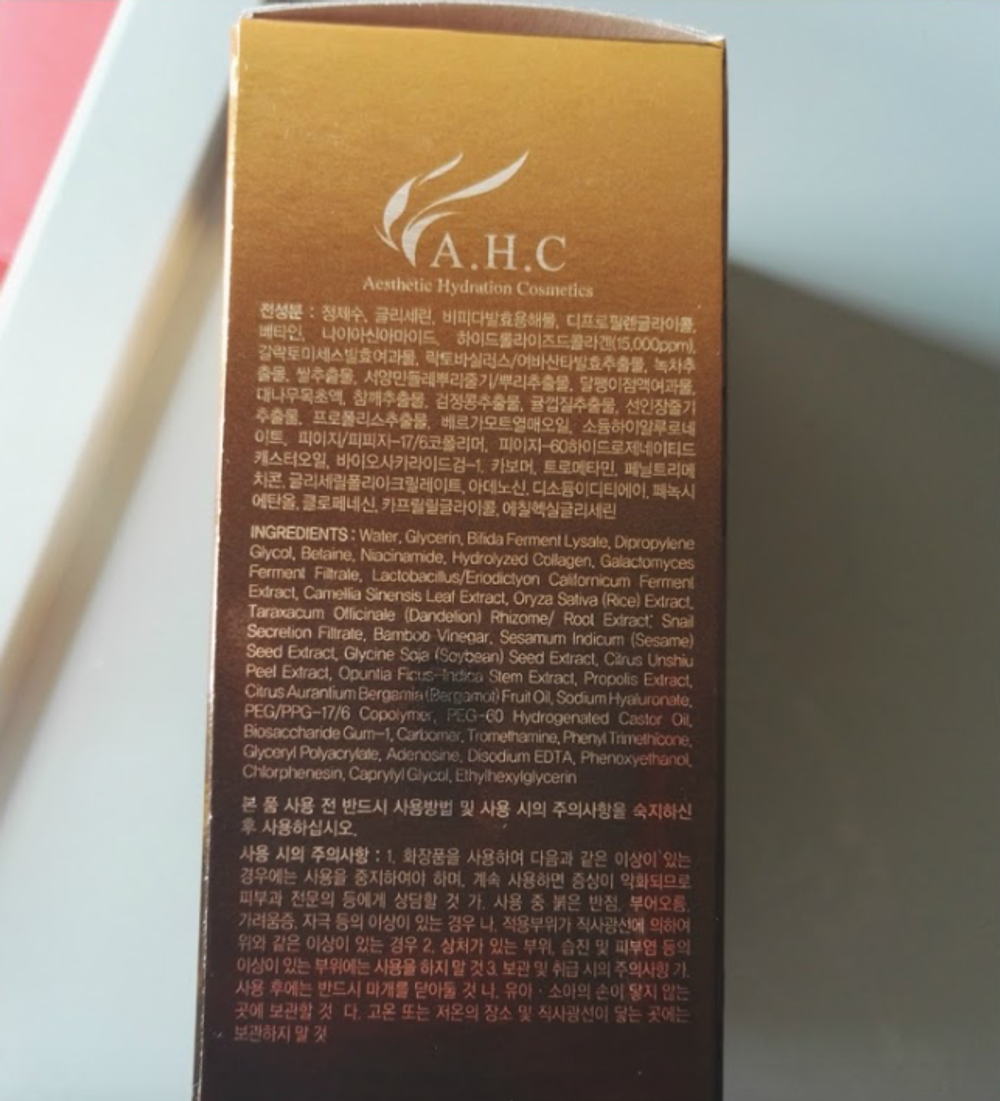 A.H.C
Aesthetic Hydration Cosmetics
전성분 : 정제수, 글리세린, 비피다발효용해물, 디프로필렌글라이콜,
베타인, 나이아신아마이드, 하이드롤라이즈드콜라겐(15,000ppm),
갈락토미세스발효여과물, 락토바실러스/여바산타발효추출물, 녹차추
출물, 쌀추출물, 서양민들레뿌리줄기/뿌리추출물, 달팽이점액여과물,
대나무목초액, 참깨추출물, 검정콩추출물, 귤껍질추출물, 선인장줄기
추출물, 프로폴리스추출물, 베르가모트열매오일, 소듐하이알루로네
이트, 피이지/피피지-17/6코폴리머, 피이지-60하이드로제네이티드
캐스터오일, 바이오사카라이드검-1, 카보머, 트로메타민, 페닐트리메
치콘, 글리세릴폴리아크릴레이트, 아데노신, 디소듐이디티에이, 페녹시
에탄올, 클로페네신, 카프릴릴글라이콜, 에칠헥실글리세린
INGREDIENTS : Water, Glycerin, Bifida Ferment Lysate, Dipropylene
Glycol, Betaine, Niacinamide, Hydrolyzed Collagen, Galactomyces
Ferment Filtrate, Lactobacillus/Eriodictyon Californicum Ferment
Extract, Camellia Sinensis Leaf Extract, Oryza Sativa (Rice) Extract,
Taraxacum Officinale (Dandelion) Rhizome/ Root Extract, Snail
Secretion Filtrate, Bamboo Vinegar, Sesamum Indicum (Sesame)
Seed Extract, Glycine Soja (Soybean) Seed Extract, Citrus Unshiu
Peel Extract, Opuntia Ficus-Indica Stem Extract, Propolis Extract,
Citrus Aurantium Bergamia (Bergamot) Fruit Oil, Sodium Hyaluronate,
PEG/PPG-17/6 Copolymer, PEG-60 Hydrogenated Castor Oil,
Biosaccharide Gum-1, Carbomer, Tromethamine, Phenyl Trimethicone,
Glyceryl Polyacrylate, Adenosine, Disodium EDTA, Phenoxyethanol,
Chlorphenesin, Caprylyl Glycol, Ethylhexylglycerin
본 품 사용 전 반드시 사용방법 및 사용 시의 주의사항을 숙지하신
후 사용하십시오.
사용 시의 주의사항 : 1. 화장품을 사용하여 다음과 같은 이상이 있는
경우에는 사용을 중지하여야 하며, 계속 사용하면 증상이 악화되므로
피부과 전문의 등에게 상담할 것 가. 사용 중 붉은 반점, 부어오름,
가려움증, 자극 등의 이상이 있는 경우 나. 적용부위가 직사광선에 의하여
위와 같은 이상이 있는 경우 2. 상처가 있는 부위, 습진 및 피부염 등의
이상이 있는 부위에는 사용을 하지 말 것 3. 보관 및 취급 시의 주의사항 가.
사용 후에는 반드시 마개를 닫아둘 것 나. 유아 · 소아의 손이 닿지 않는
곳에 보관할 것 다. 고온 또는 저온의 장소 및 직사광선이 닿는 곳에는
보관하지 말 것